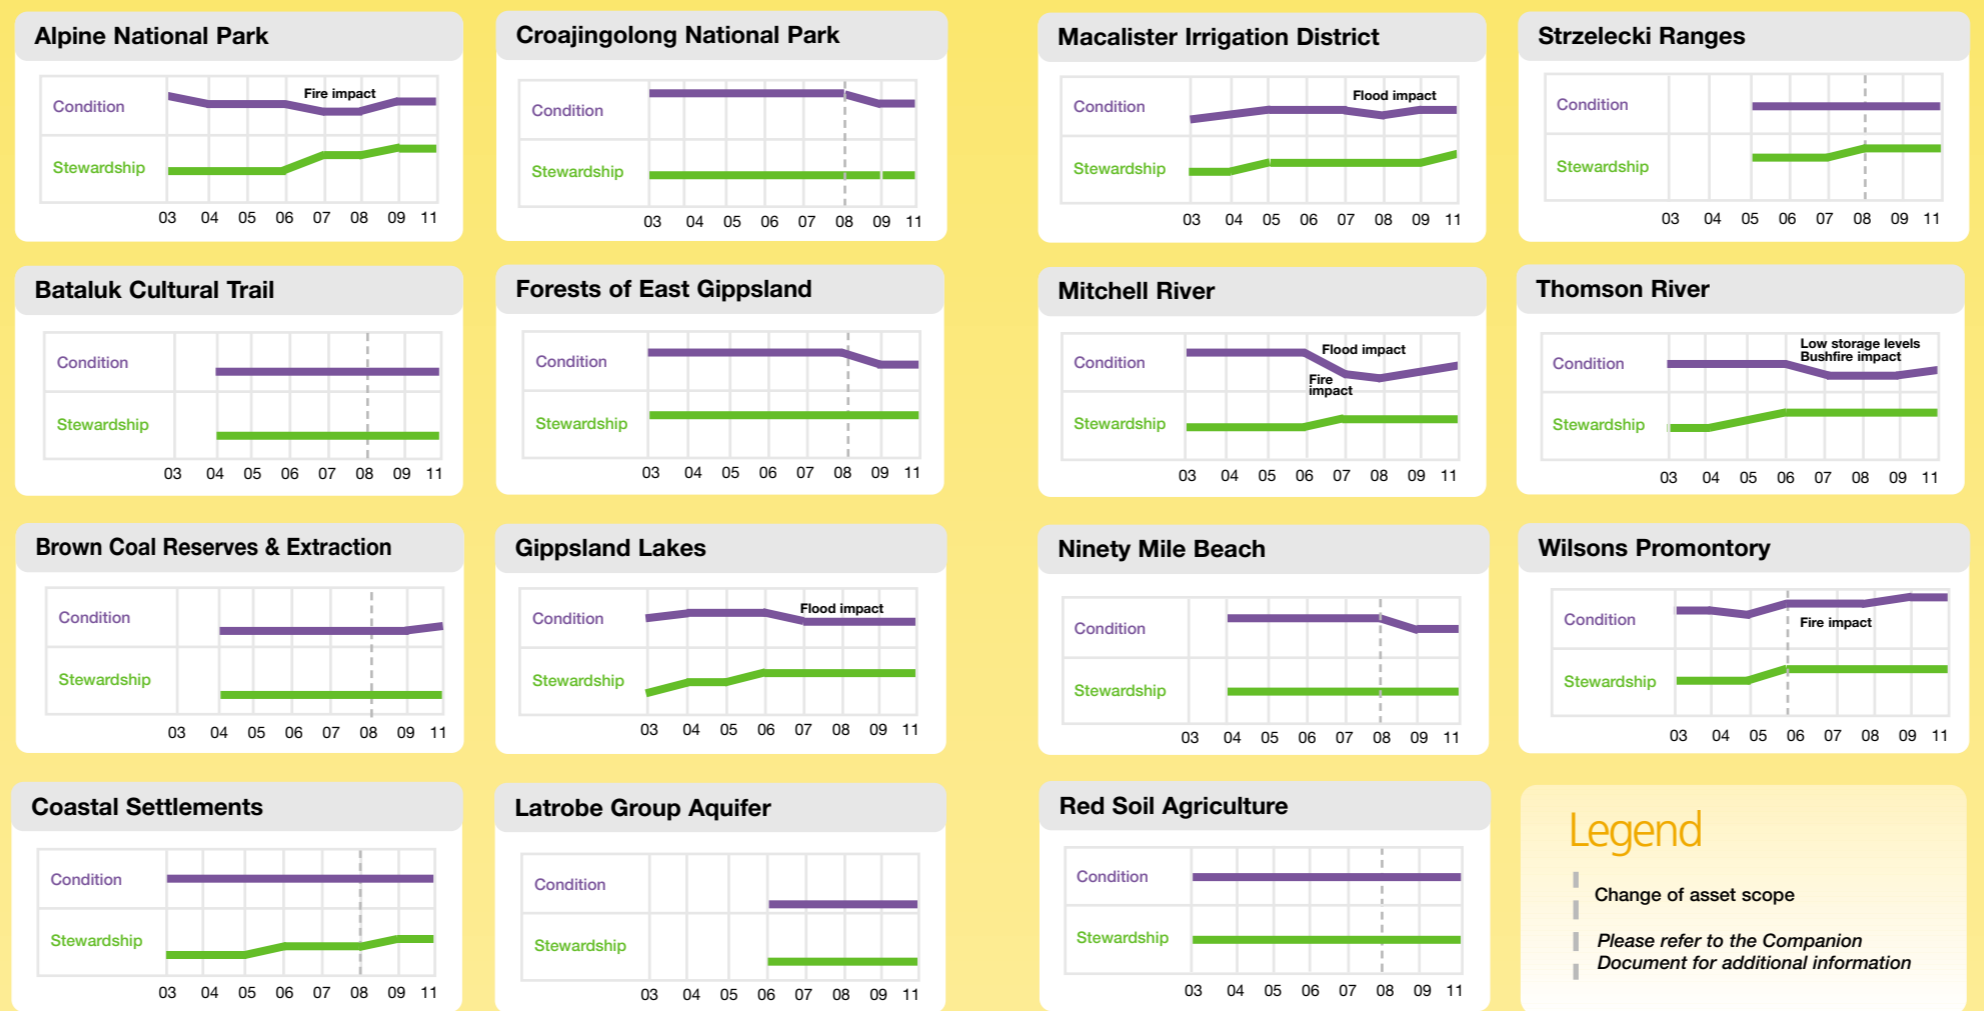 Alpine National Park
Fire impact
Condition
Stewardship
03 04 05 06 07 08 09 11
Croajingolong National Park
Condition
Stewardship
03 04 05 06 07 08 09 11
Macalister Irrigation District
Flood impact
Condition
Stewardship
03 04 05 06 07 08 09 11
Strzelecki Ranges
Condition
Stewardship
03 04 05 06 07 08 09 11
Bataluk Cultural Trail
Condition
Stewardship
03 04 05 06 07 08 09 11
Forests of East Gippsland
Condition
Stewardship
03 04 05 06 07 08 09 11
Mitchell River
Flood impact
Condition
Fire
impact
Stewardship
03 04 05 06 07 08 09 11
Thomson River
Low storage levels
Bushfire impact
Condition
Stewardship
03 04 05 06 07 08 09 11
Brown Coal Reserves & Extraction
Condition
Stewardship
03 04 05 06 07 08 09 11
Gippsland Lakes
Flood impact
Condition
Stewardship
03 04 05 06 07 08 09 11
Ninety Mile Beach
Condition
Stewardship
03 04 05 06 07 08 09 11
Wilsons Promontory
Condition
Fire impact
Stewardship
03 04 05 06 07 08 09 11
Coastal Settlements
Condition
Stewardship
03 04 05 06 07 08 09 11
Latrobe Group Aquifer
Condition
Stewardship
03 04 05 06 07 08 09 11
Red Soil Agriculture
Condition
Stewardship
03 04 05 06 07 08 09 11
Legend
Change of asset scope
Please refer to the Companion
Document for additional information